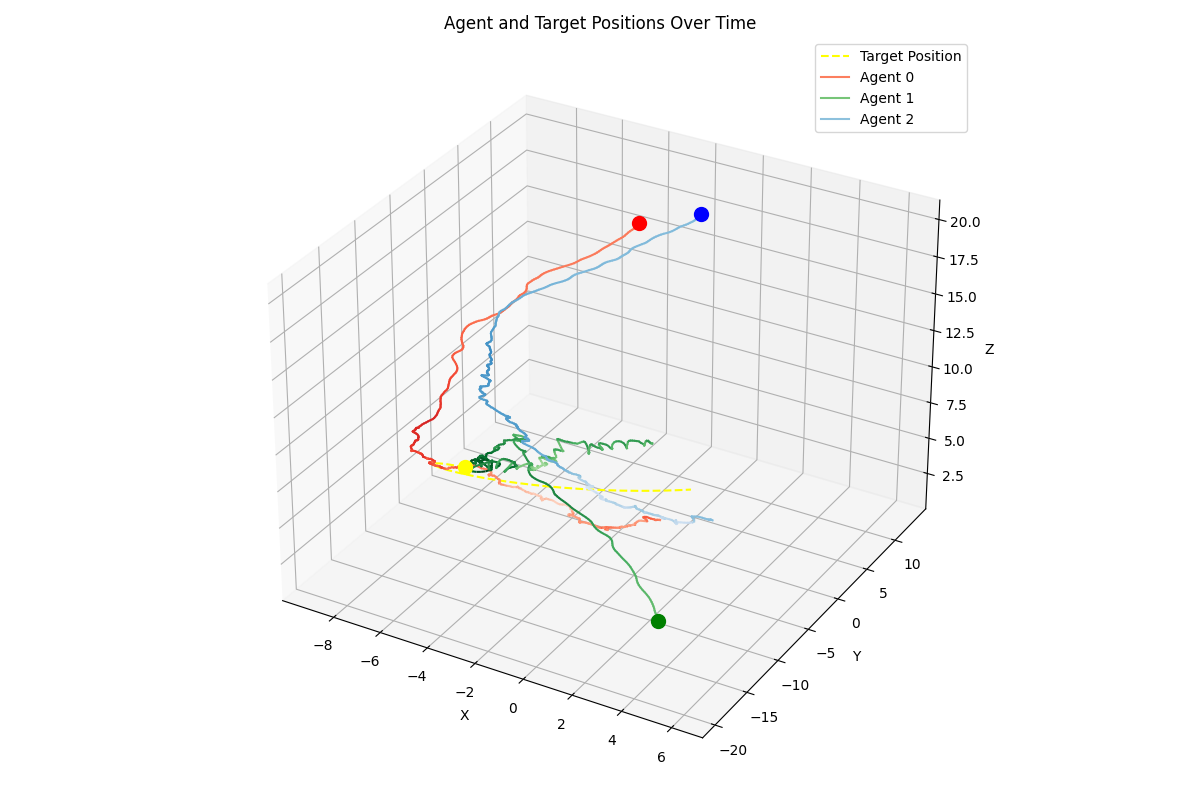 Agent and Target Positions Over Time
Target Position
Agent 0
Agent 1
Agent 2
20.0
17.5
15.0
12.5
Z
10.0
7.5
5.0
2.5
10
5
0
−5
Y
−10
−15
−20
−8
−6
−4
−2
X
0
2
4
6